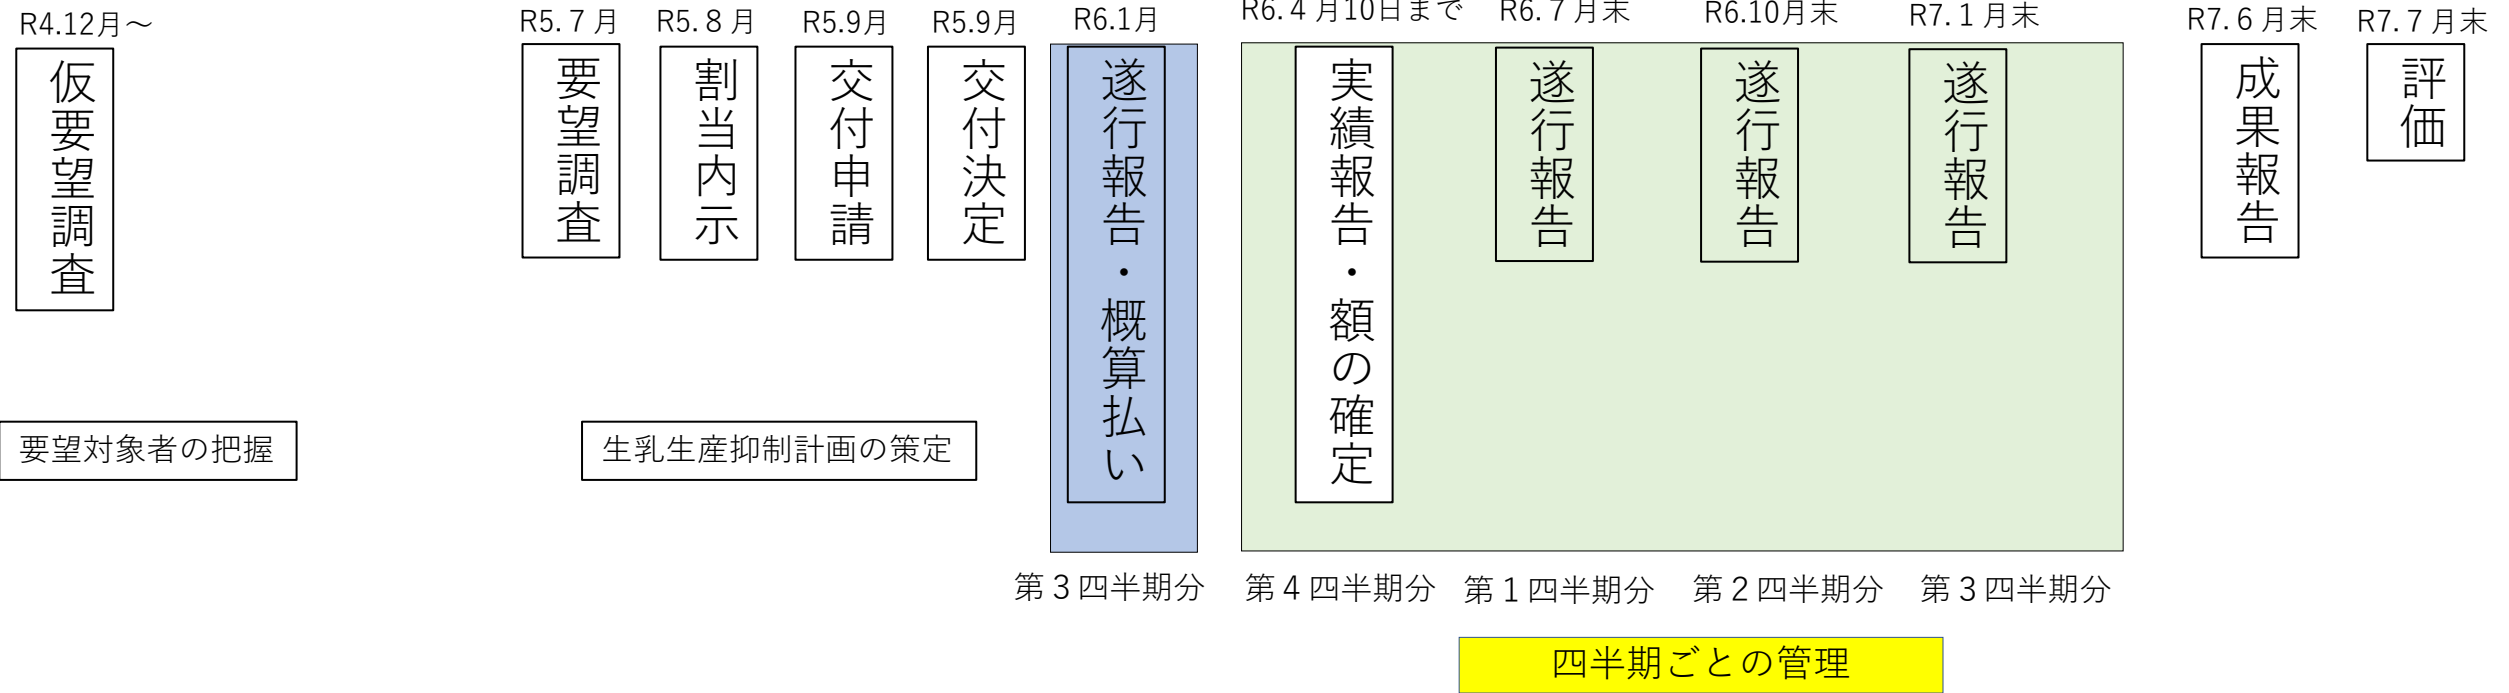 R4.12月～
仮要望調査
R5.７月
要望調査
R5.８月
割当内示
R5.9月
交付申請
R5.9月
交付決定
R6.1月
遂行報告・概算払い
R6.４月10日まで
実績報告・額の確定
R6.７月末
遂行報告
R6.10月末
遂行報告
R7.１月末
遂行報告
R7.６月末
成果報告
R7.７月末
評価
要望対象者の把握
生乳生産抑制計画の策定
第３四半期分
第４四半期分
第１四半期分
第２四半期分
第３四半期分
四半期ごとの管理